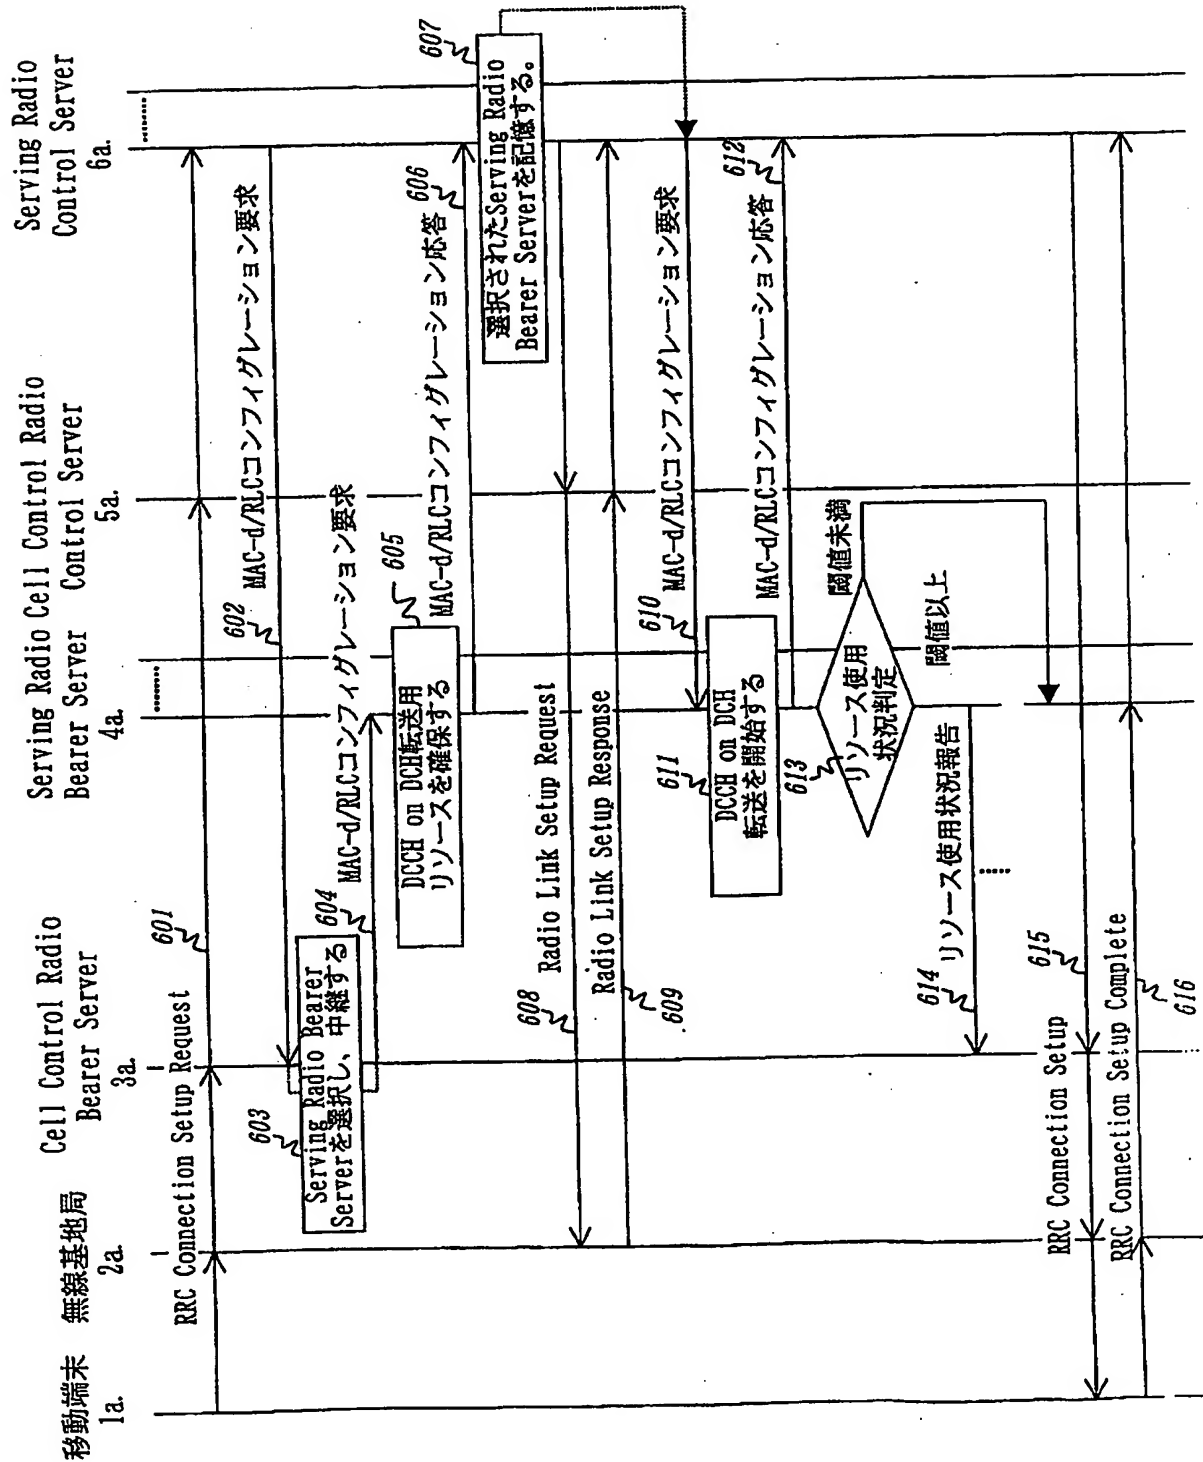 移動端末
1a.
無線基地局
2a.
Cell Control Radio
Bearer Server
3a.
Serving Radio
Bearer Server
4a.
Cell Control Radio
Control Server
5a.
Serving Radio
Control Server
6a.
RRC Connection Setup Request
601
602
MAC-d/RLCコンフィグレーション要求
603
Serving Radio Bearer
Serverを選択し、中継する
604
MAC-d/RLCコンフィグレーション要求
605
DCCH on DCH転送用
リソースを確保する
MAC-d/RLCコンフィグレーション応答
606
607
選択されたServing Radio
Bearer Serverを記憶する。
608
Radio Link Setup Request
Radio Link Setup Response
609
610
MAC-d/RLCコンフィグレーション要求
611
DCCH on DCH
転送を開始する
MAC-d/RLCコンフィグレーション応答
612
613
リソース使用
状況判定
閾値未満
閾値以上
614
リソース使用状況報告
RRC Connection Setup
615
RRC Connection Setup Complete
616